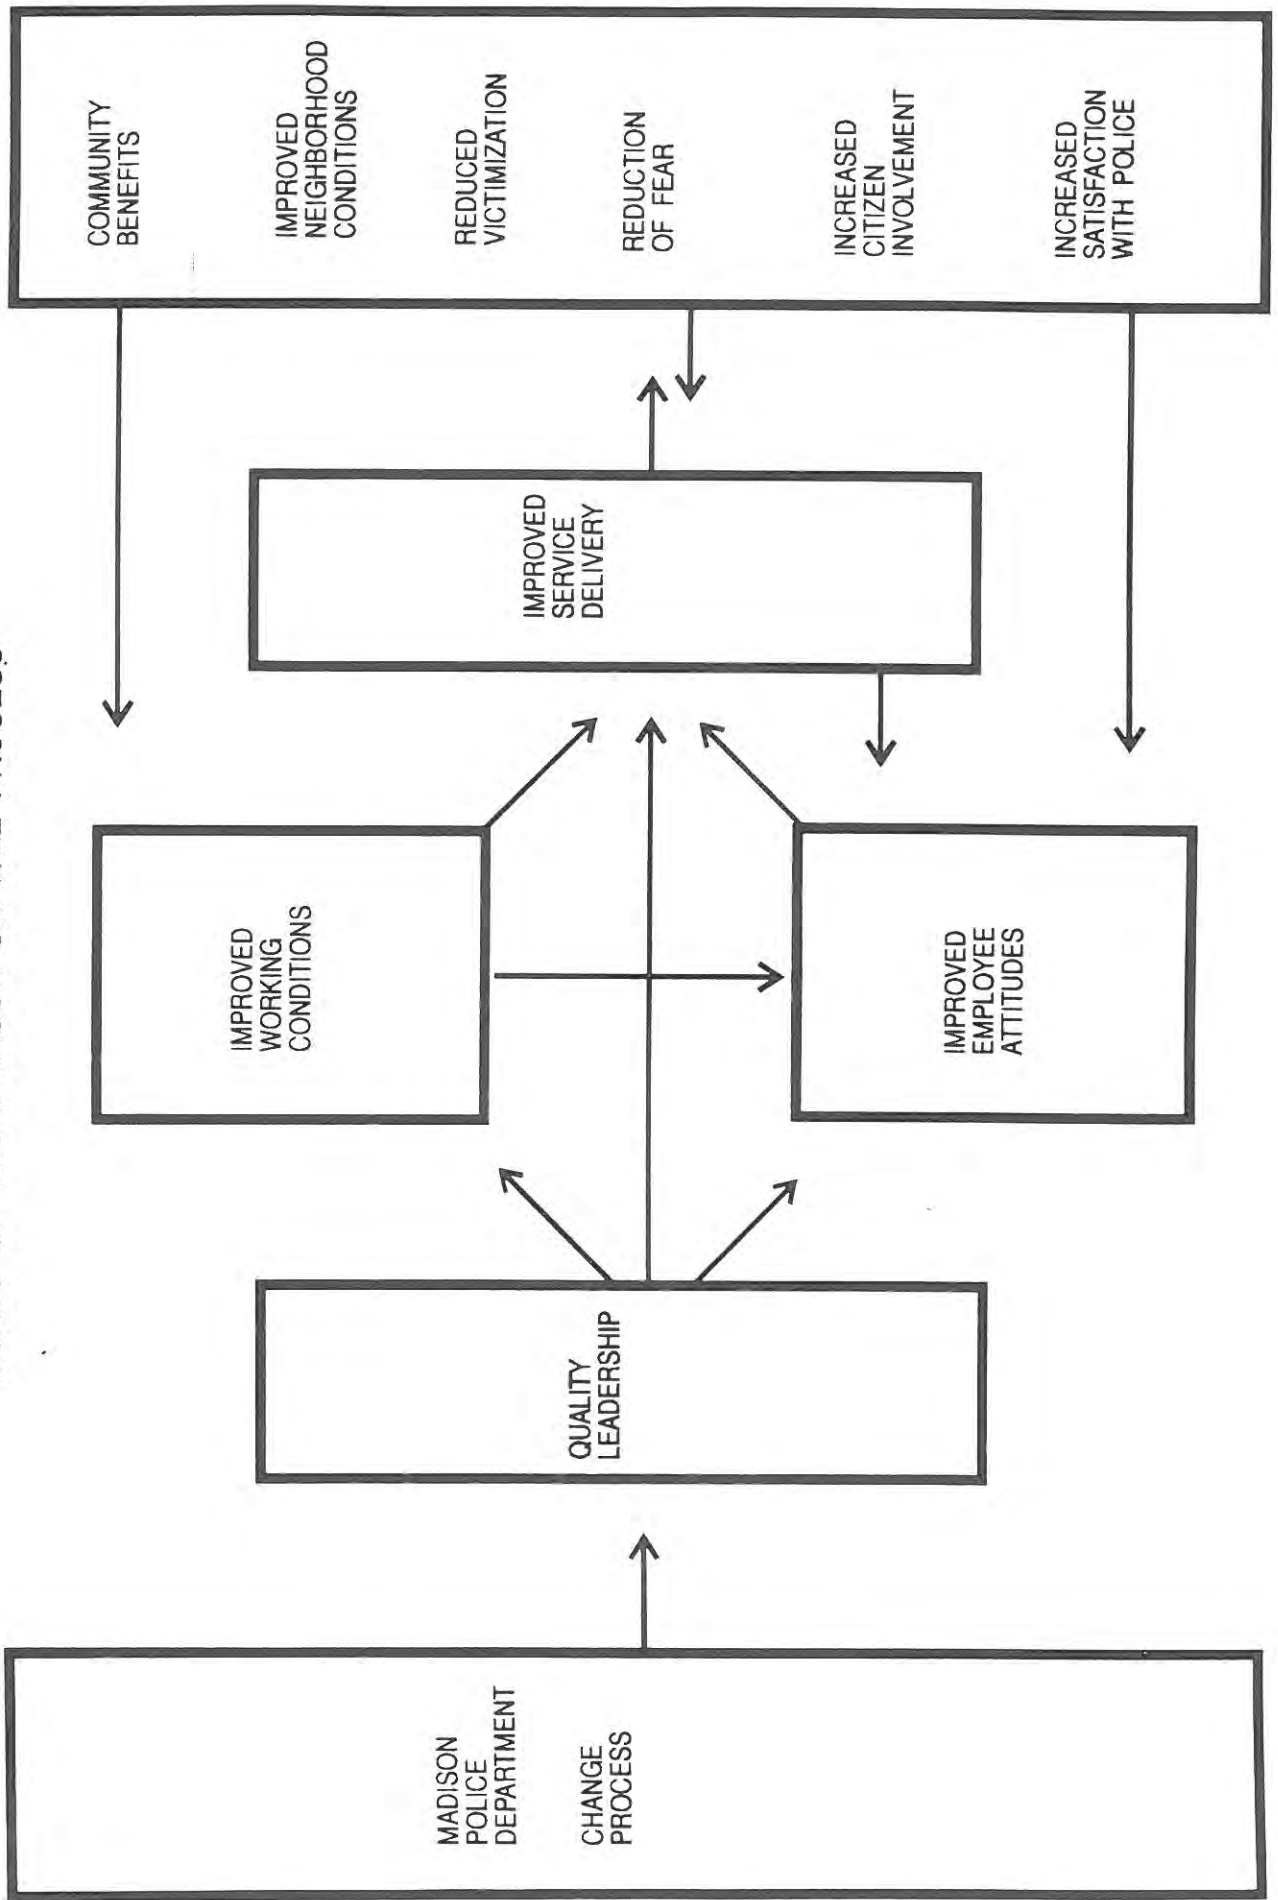 MADISON
POLICE
DEPARTMENT
CHANGE
PROCESS
QUALITY
LEADERSHIP
IMPROVED
WORKING
CONDITIONS
IMPROVED
EMPLOYEE
ATTITUDES
IMPROVED
SERVICE
DELIVERY
COMMUNITY
BENEFITS
IMPROVED
NEIGHBORHOOD
CONDITIONS
REDUCED
VICTIMIZATION
REDUCTION
OF FEAR
INCREASED
CITIZEN
INVOLVEMENT
INCREASED
SATISFACTION
WITH POLICE